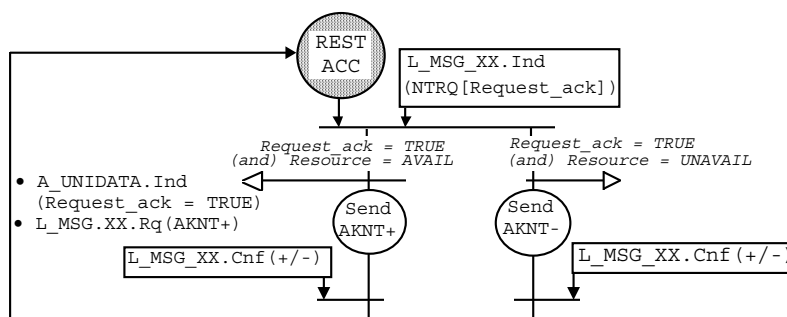 REST
ACC
L_MSG_XX.Ind
(NTRQ[Request_ack])
Request_ack = TRUE
(and) Resource = AVAIL
Request_ack = TRUE
(and) Resource = UNAVAIL
• A_UNIDATA.Ind
(Request_ack = TRUE)
• L_MSG.XX.Rq(AKNT+)
Send
AKNT+
Send
AKNT-
L_MSG_XX.Cnf(+/-)
L_MSG_XX.Cnf(+/-)